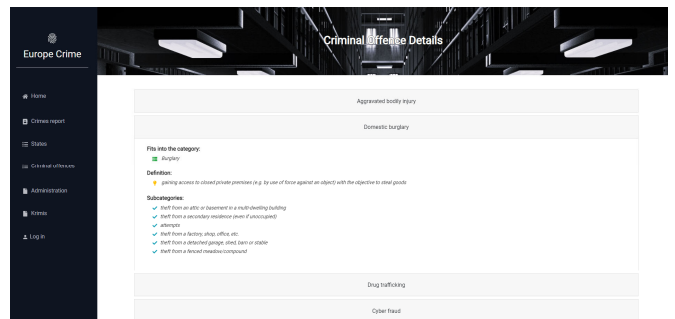 Europe Crime
Criminal Offence Details
Home
Crimes report
States
Criminal offences
Administration
Krimis
Log in
Aggravated bodity injury
Domestic burglary
Fits into the category:
Burglary
Definition:
gaining access to closed private premises (e.g. by use of force against an object) with the objective to steal goods
Subcategories:
theft from an attic or basement in a multi-dwelling building
theft from a secondary residence (even if unoccupied)
attempts
theft from a factory, shop, office, etc.
theft from a detached garage, shed, barn or stable
theft from a fenced meadow/compound
Drug trafficking
Cyber fraud